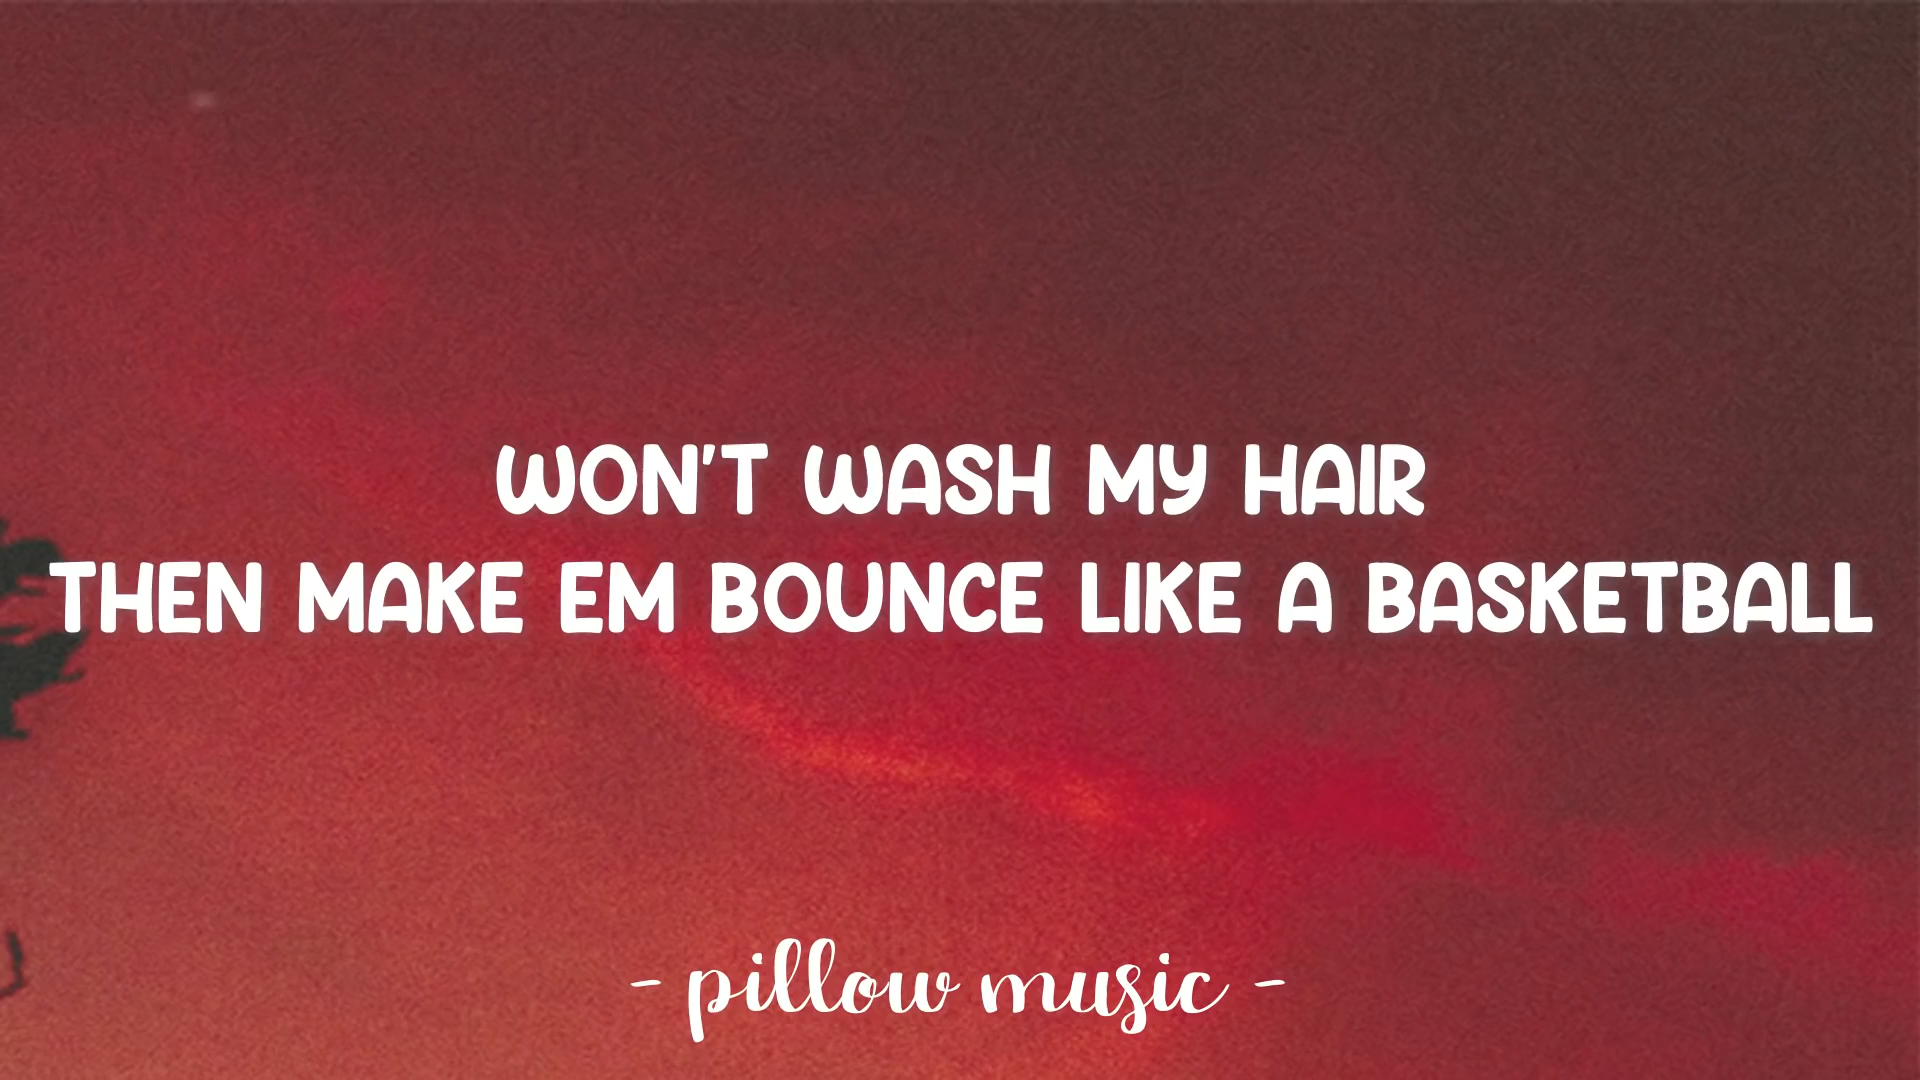 WON'T WASH MY HAIR
THEN MAKE EM BOUNCE LIKE A BASKETBALL
- pillow music -